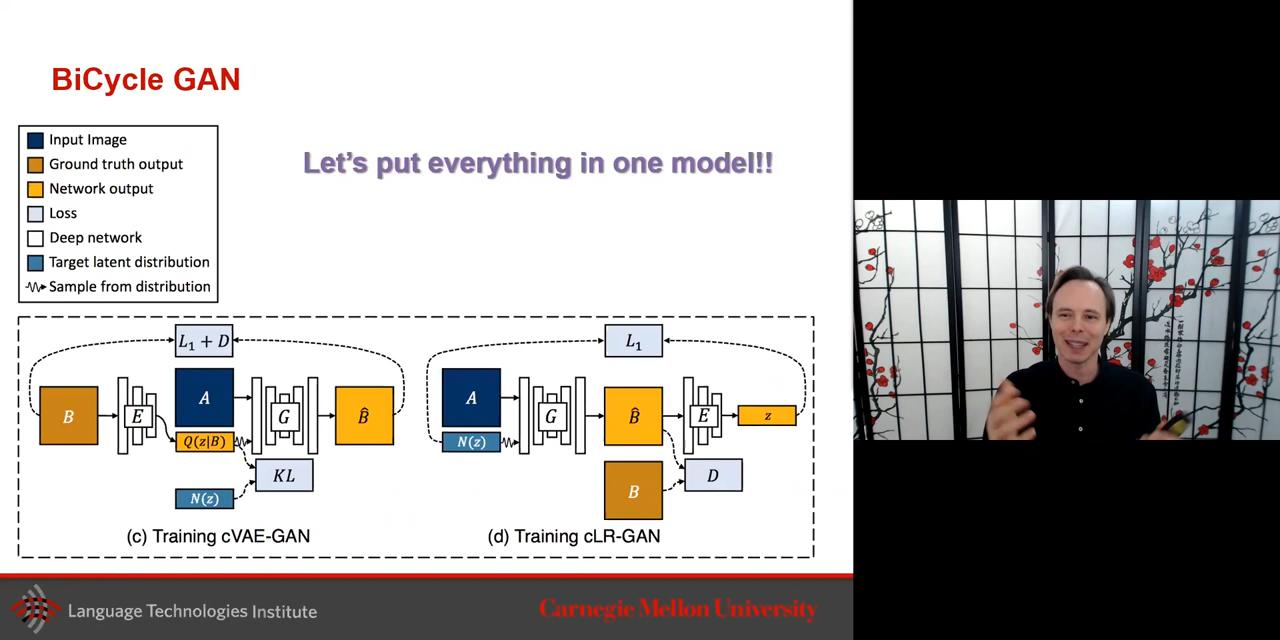 BiCycle GAN
Input Image
Ground truth output
Network output
Loss
Deep network
Target latent distribution
Sample from distribution
Let's put everything in one model!!
L₁ + D
B
E
A
Q(z|B)
G
B̂
KL
N(z)
(c) Training cVAE-GAN
L₁
A
N(z)
G
B̂
E
z
B
D
(d) Training cLR-GAN
Language Technologies Institute
Carnegie Mellon University